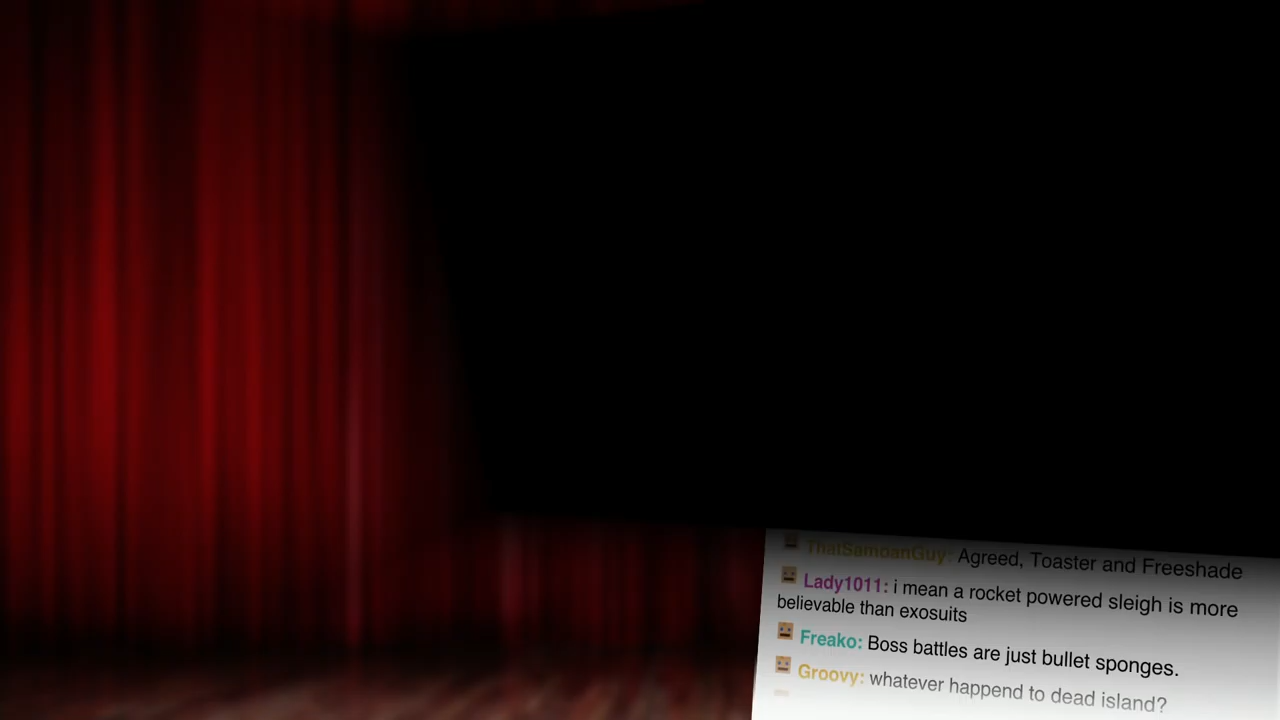 ThatSamoanGuy: Agreed, Toaster and Freeshade
Lady1011: i mean a rocket powered sleigh is more
believable than exosuits
Freako: Boss battles are just bullet sponges.
Groovy: whatever happend to dead island?